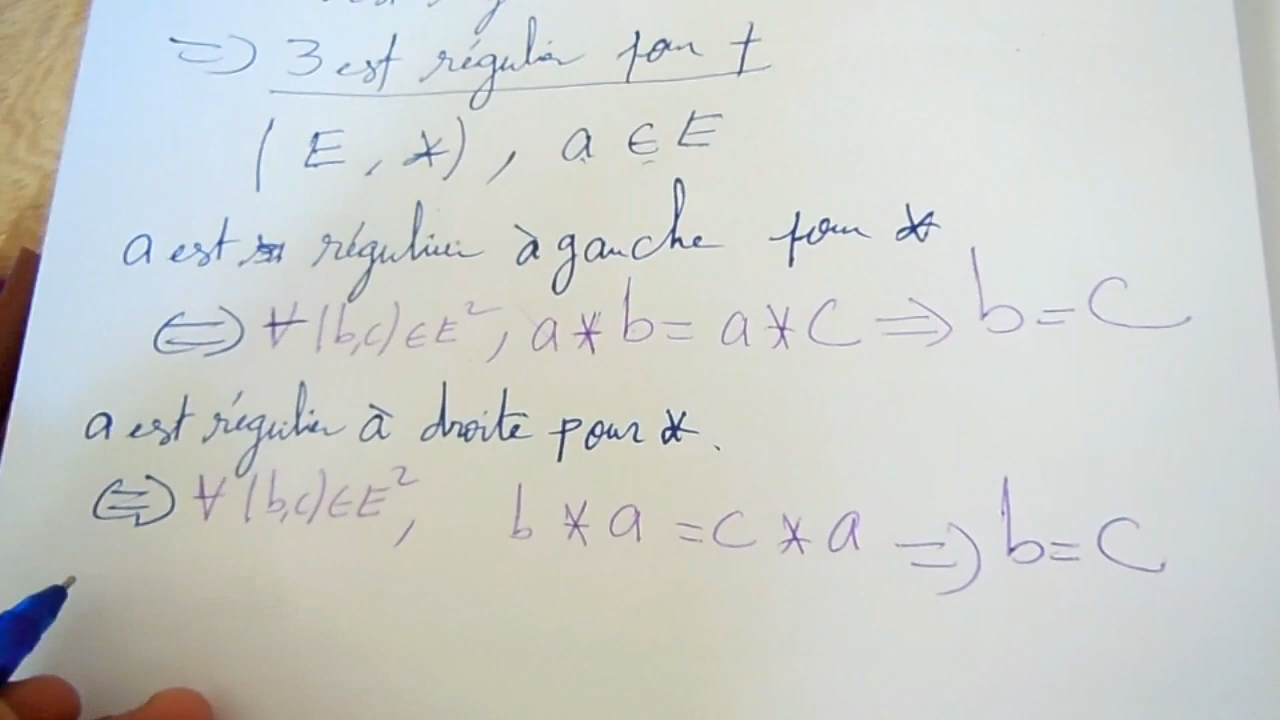 => 3 est régulier pour +
(E, *), a ∈ E
a est régulier à gauche pour *
<=> ∀(b,c)∈E², a * b = a * c => b = c
a est régulier à droite pour *.
<=> ∀(b,c)∈E², b * a = c * a => b = c